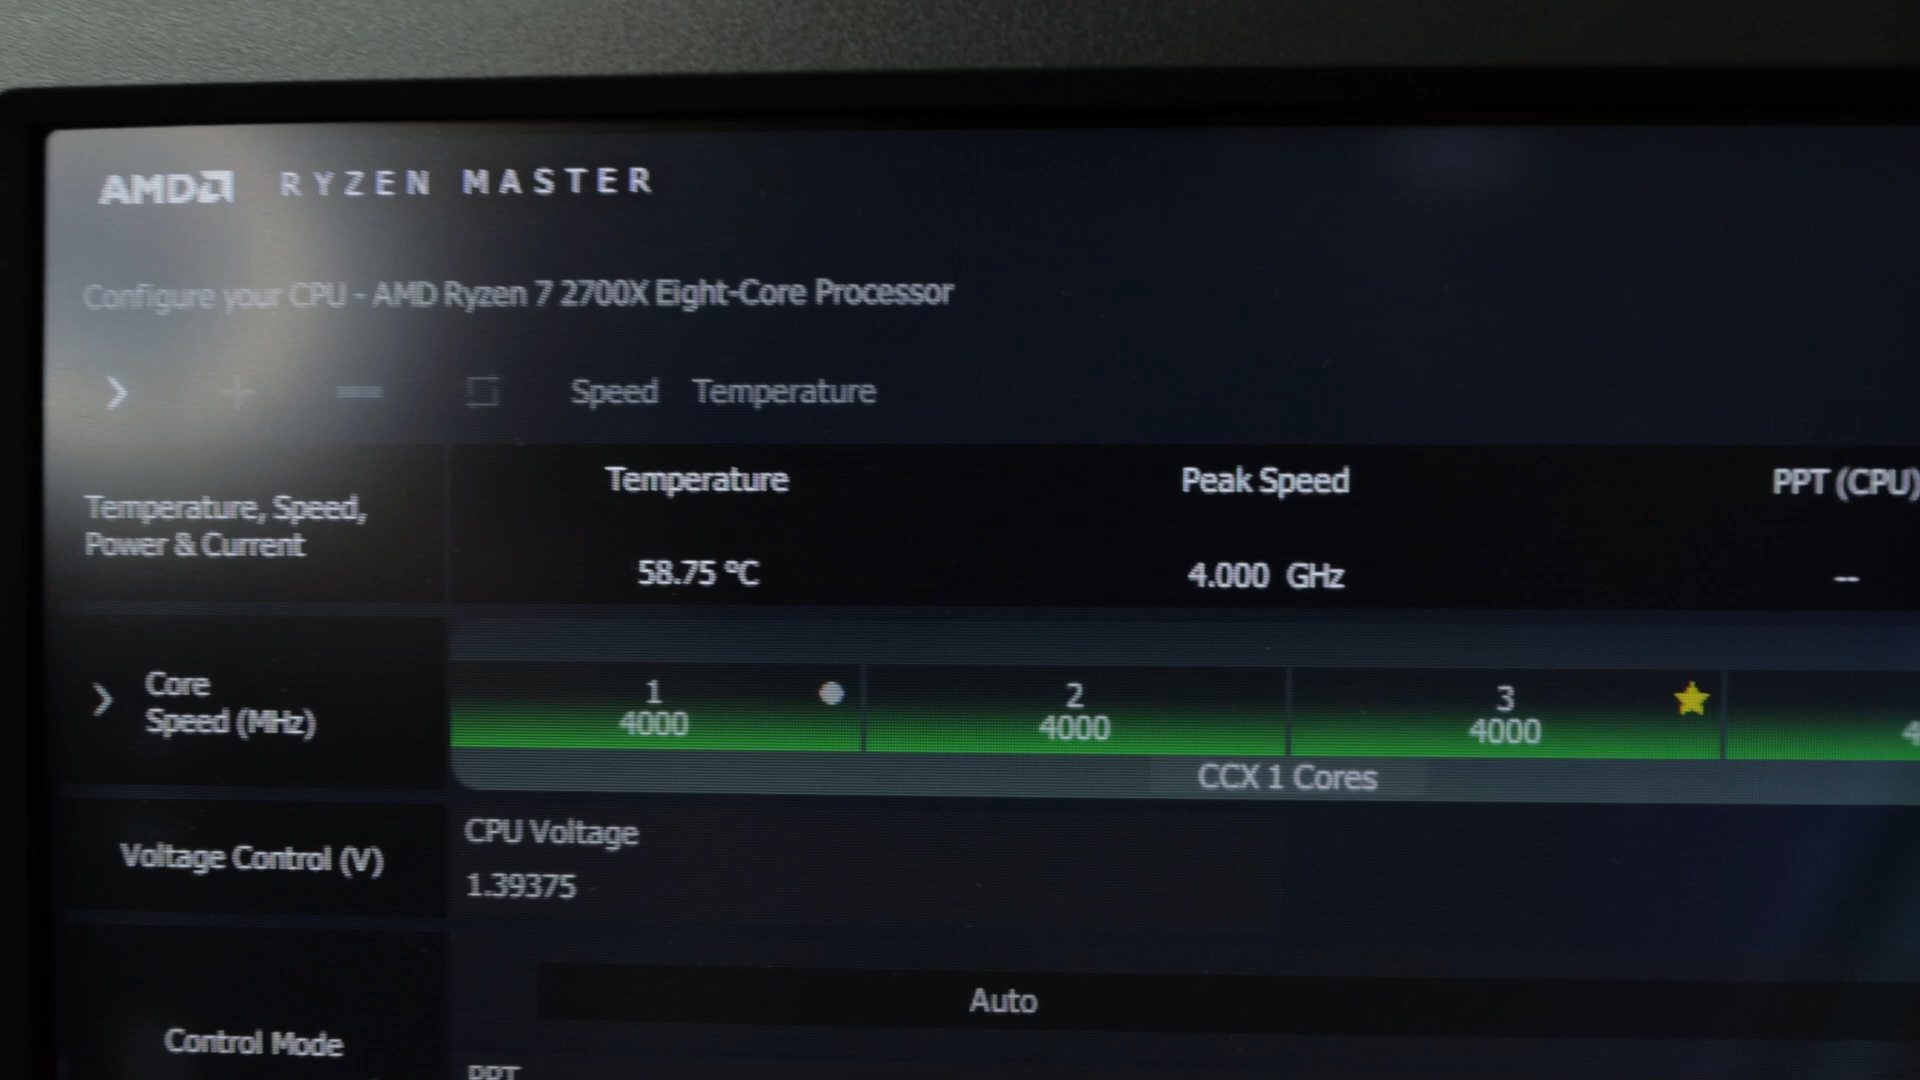 AMD RYZEN MASTER
Configure your CPU - AMD Ryzen 7 2700X Eight-Core Processor
Speed Temperature
Temperature, Speed,
Power & Current
Temperature Peak Speed PPT (CPU)
58.75 °C 4.000 GHz --
Core
Speed (MHz)
1 2 3
4000 4000 4000 4
CCX 1 Cores
Voltage Control (V)
CPU Voltage
1.39375
Auto
Control Mode
PPT